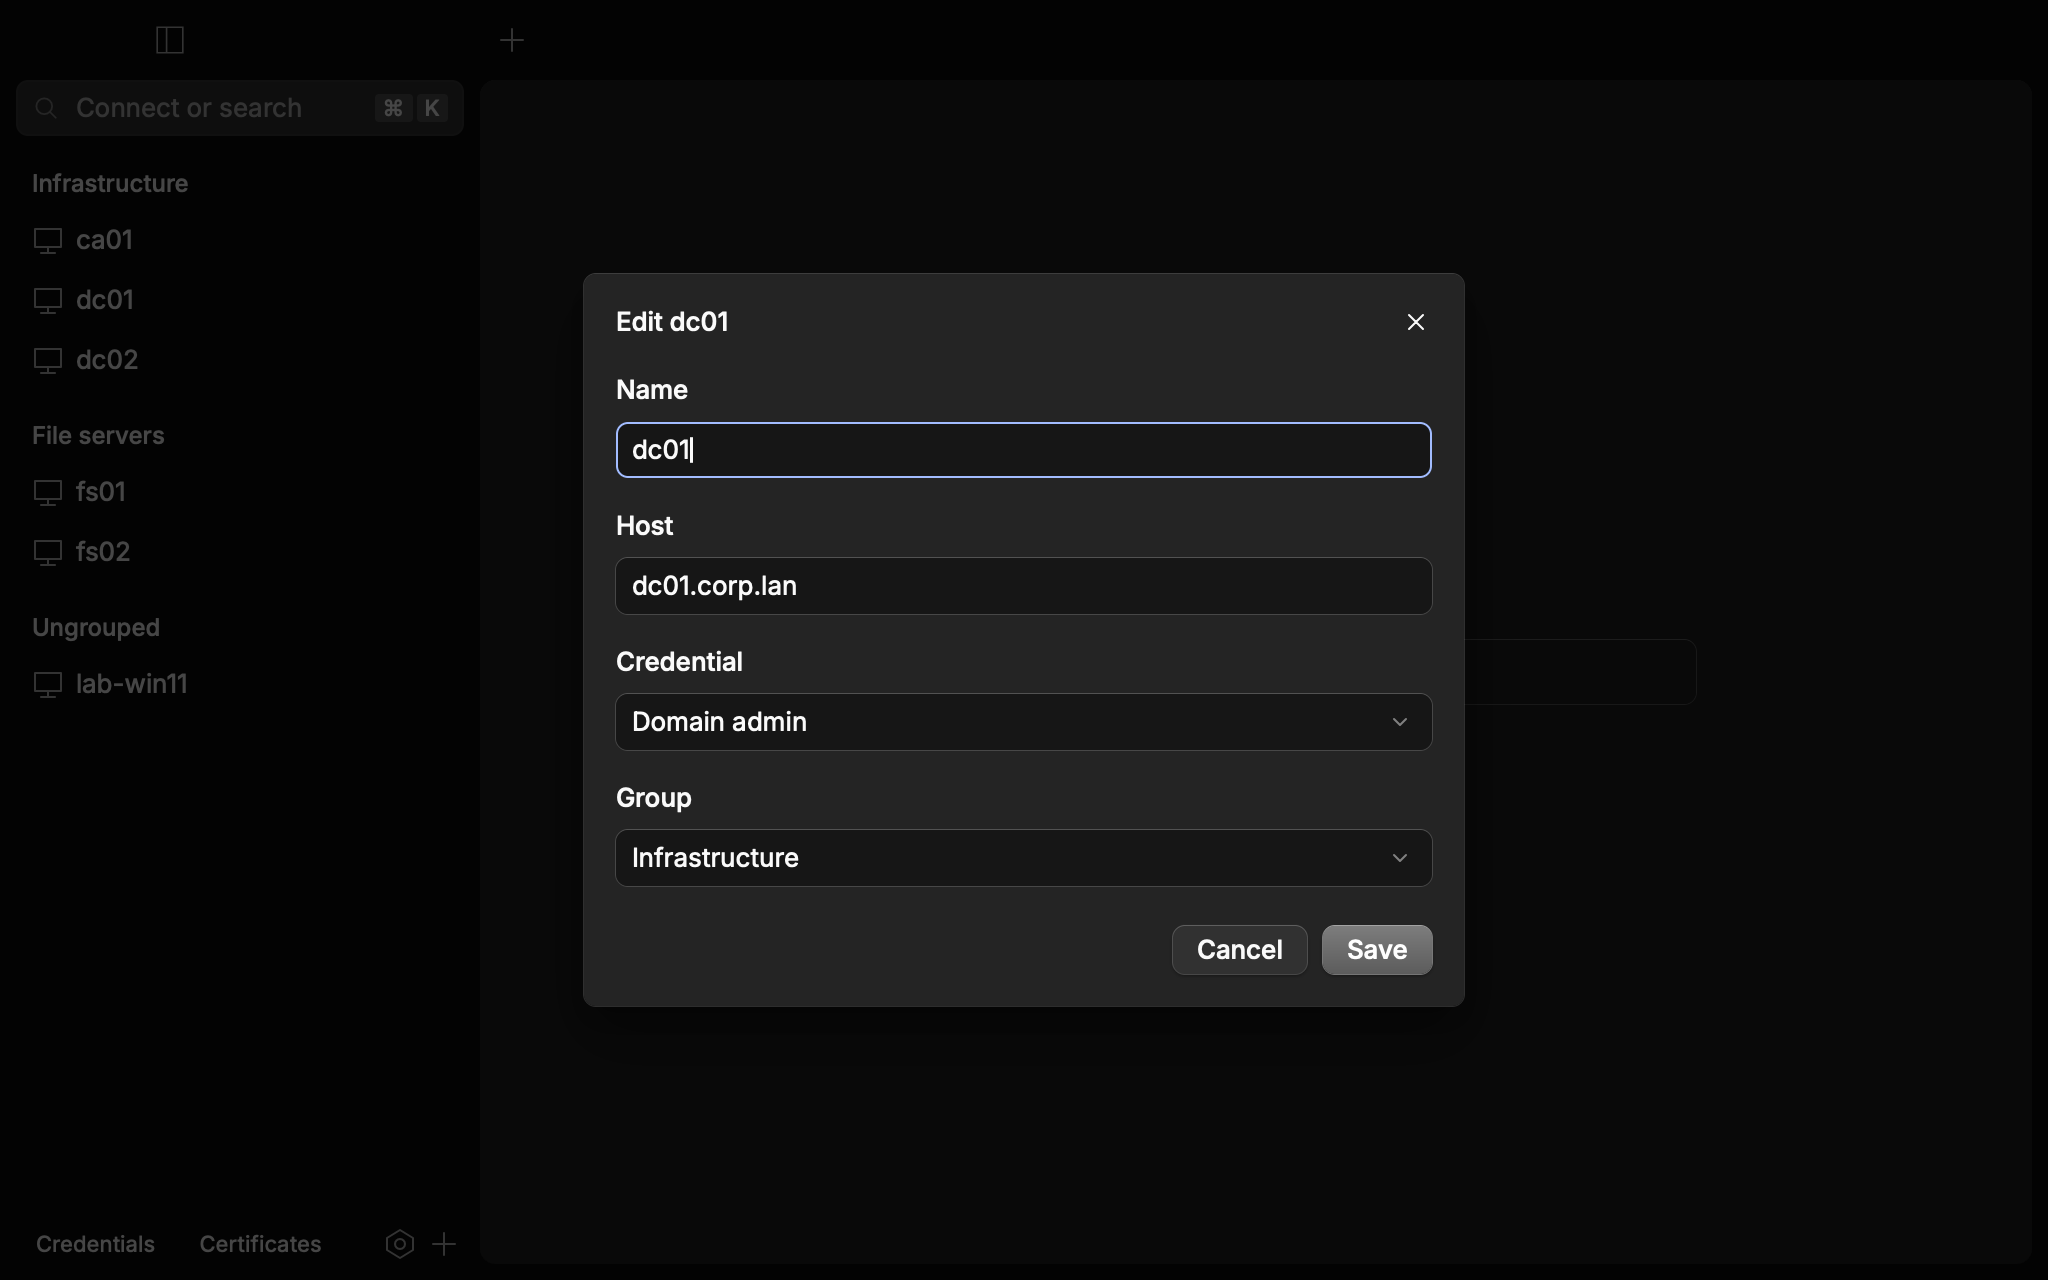 Connect or search ⌘ K
Infrastructure
ca01
dc01
dc02
File servers
fs01
fs02
Ungrouped
lab-win11
Credentials
Certificates
Edit dc01
Name
dc01
Host
dc01.corp.lan
Credential
Domain admin
Group
Infrastructure
Cancel
Save